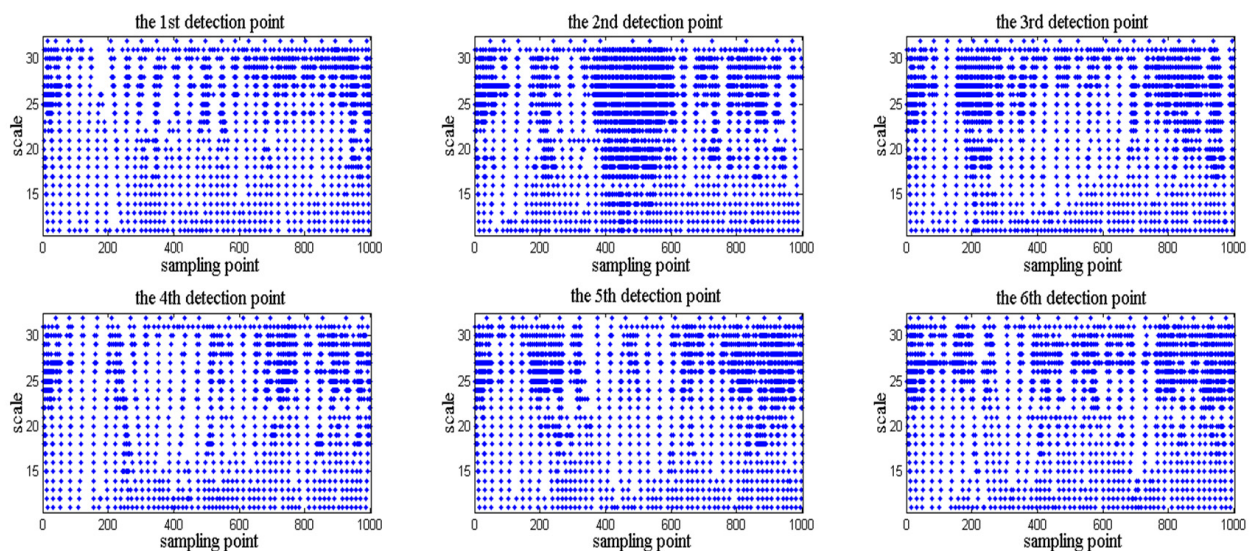 the 1st detection point
the 2nd detection point
the 3rd detection point
30
25
20
15
scale
0 200 400 600 800 1000
sampling point
30
25
20
15
scale
0 200 400 600 800 1000
sampling point
30
25
20
15
scale
0 200 400 600 800 1000
sampling point
the 4th detection point
the 5th detection point
the 6th detection point
30
25
20
15
scale
0 200 400 600 800 1000
sampling point
30
25
20
15
scale
0 200 400 600 800 1000
sampling point
30
25
20
15
scale
0 200 400 600 800 1000
sampling point